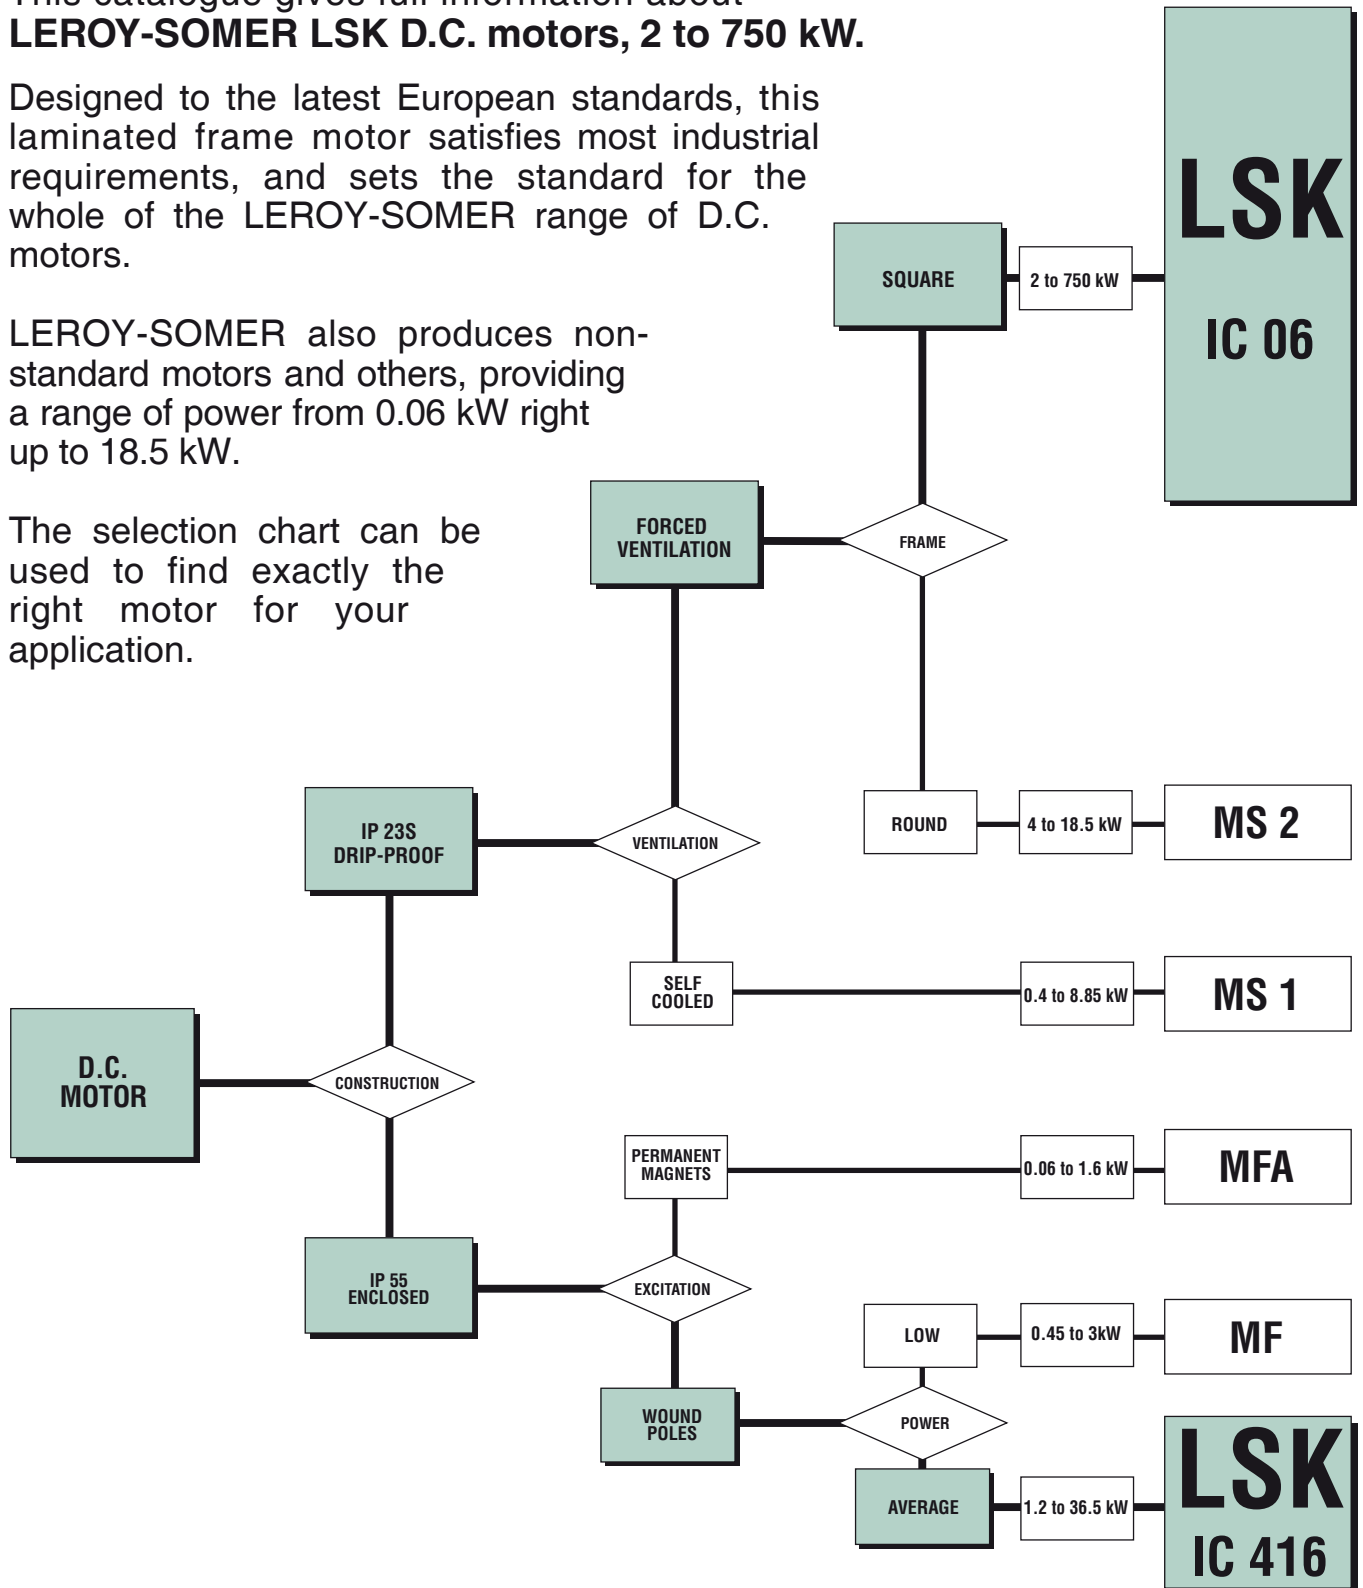 This catalogue gives full information about
LEROY-SOMER LSK D.C. motors, 2 to 750 kW.
Designed to the latest European standards, this
laminated frame motor satisfies most industrial
requirements, and sets the standard for the
whole of the LEROY-SOMER range of D.C.
motors.
LEROY-SOMER also produces non-
standard motors and others, providing
a range of power from 0.06 kW right
up to 18.5 kW.
The selection chart can be
used to find exactly the
right motor for your
application.
LSK
IC 06
SQUARE
2 to 750 kW
FORCED
VENTILATION
FRAME
IP 23S
DRIP-PROOF
VENTILATION
ROUND
4 to 18.5 kW
MS 2
SELF
COOLED
0.4 to 8.85 kW
MS 1
D.C.
MOTOR
CONSTRUCTION
PERMANENT
MAGNETS
0.06 to 1.6 kW
MFA
IP 55
ENCLOSED
EXCITATION
LOW
0.45 to 3kW
MF
WOUND
POLES
POWER
AVERAGE
1.2 to 36.5 kW
LSK
IC 416